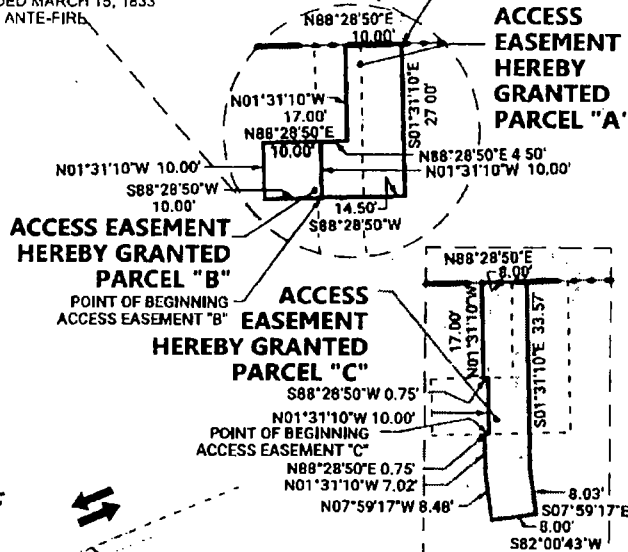 DED MARCH 15, 1833
ANTE-FIRE
N88°28'50"E
10.00'
ACCESS
EASEMENT
HEREBY
GRANTED
PARCEL "A"
N01°31'10"W
17.00'
S01°31'10"E
27.00'
N88°28'50"E
10.00'
N88°28'50"E 4.50'
N01°31'10"W 10.00'
N01°31'10"W 10.00'
S88°28'50"W
10.00'
14.50'
S88°28'50"W
ACCESS EASEMENT
HEREBY GRANTED
PARCEL "B"
POINT OF BEGINNING
ACCESS EASEMENT "B"
N88°28'50"E
8.00'
ACCESS
EASEMENT
HEREBY GRANTED
PARCEL "C"
17.00'
N01°31'10"W
S01°31'10"E 33.57'
S88°28'50"W 0.75'
N01°31'10"W 10.00'
POINT OF BEGINNING
ACCESS EASEMENT "C"
N88°28'50"E 0.75'
N01°31'10"W 7.02'
N07°59'17"W 8.48'
8.03'
S07°59'17"E
8.00'
S82°00'43"W